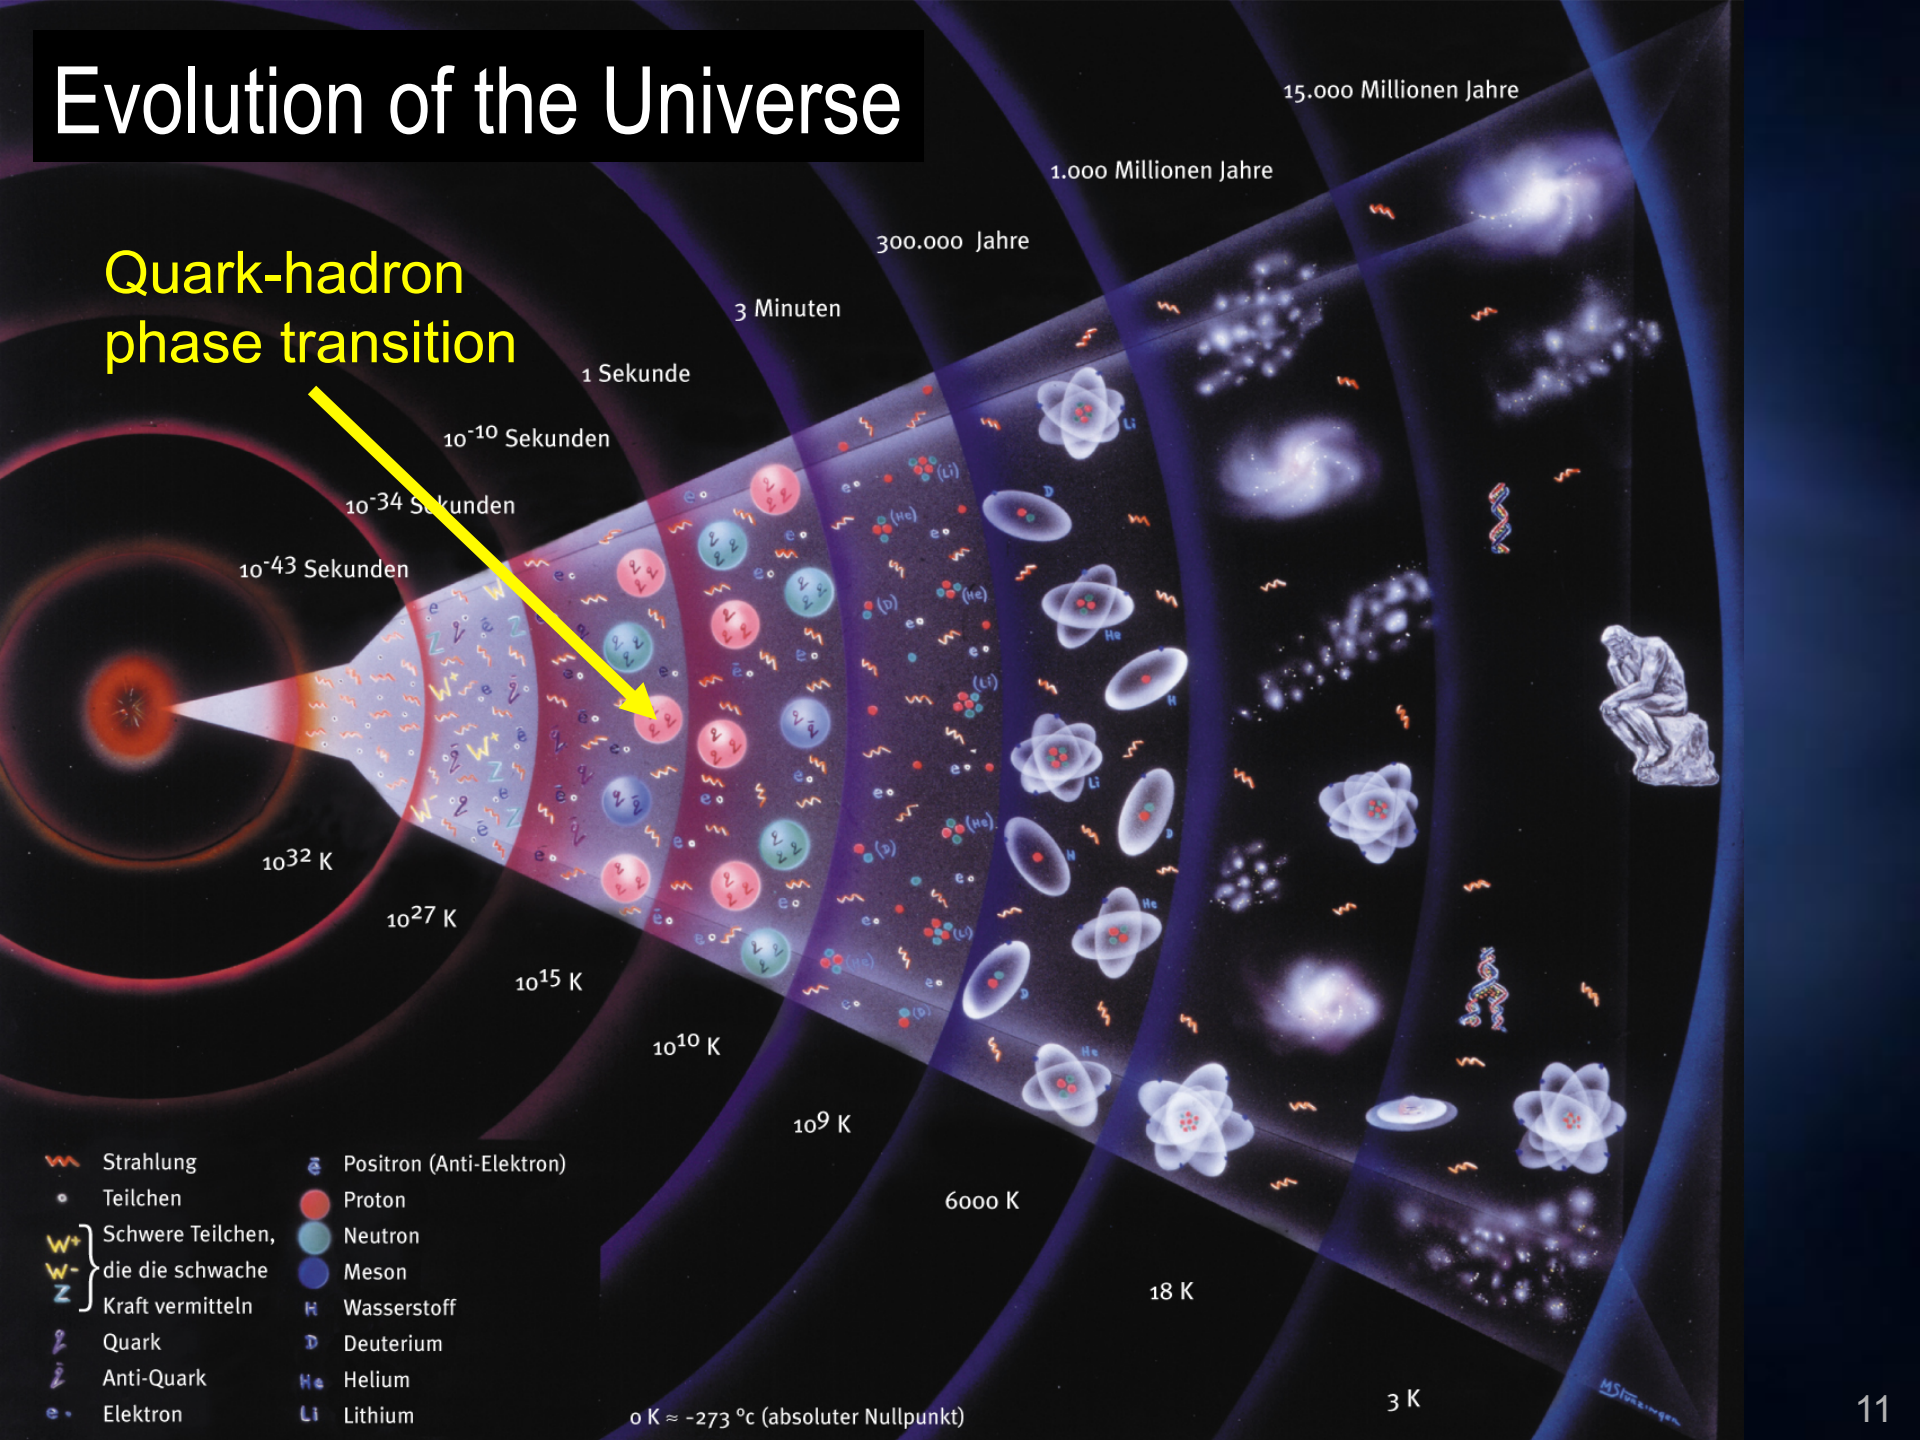 Evolution of the Universe
Quark-hadron
phase transition
15.000 Millionen Jahre
1.000 Millionen Jahre
300.000 Jahre
3 Minuten
1 Sekunde
10⁻¹⁰ Sekunden
10⁻³⁴ Sekunden
10⁻⁴³ Sekunden
10³² K
10²⁷ K
10¹⁵ K
10¹⁰ K
10⁹ K
6000 K
18 K
3 K
Strahlung
Teilchen
W⁺
W⁻
Z
Schwere Teilchen,
die die schwache
Kraft vermitteln
q Quark
q̄ Anti-Quark
e Elektron
ē Positron (Anti-Elektron)
Proton
Neutron
Meson
H Wasserstoff
D Deuterium
He Helium
Li Lithium
0 K ≈ -273 °c (absoluter Nullpunkt)
11